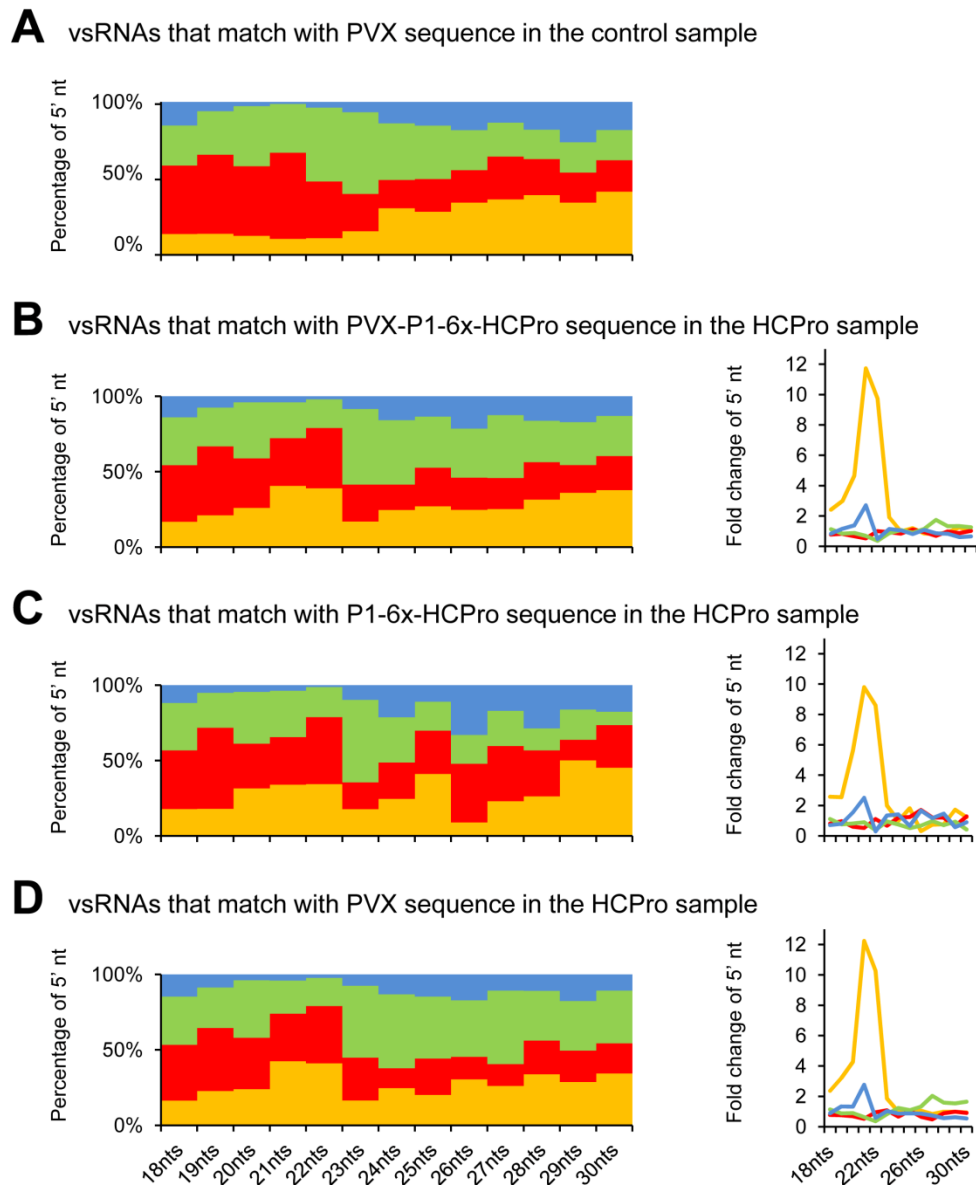 A vsRNAs that match with PVX sequence in the control sample
Percentage of 5' nt
100%
50%
0%
B vsRNAs that match with PVX-P1-6x-HCPro sequence in the HCPro sample
Percentage of 5' nt
100%
50%
0%
Fold change of 5' nt
12
10
8
6
4
2
0
C vsRNAs that match with P1-6x-HCPro sequence in the HCPro sample
Percentage of 5' nt
100%
50%
0%
Fold change of 5' nt
12
10
8
6
4
2
0
D vsRNAs that match with PVX sequence in the HCPro sample
Percentage of 5' nt
100%
50%
0%
18nts 19nts 20nts 21nts 22nts 23nts 24nts 25nts 26nts 27nts 28nts 29nts 30nts
Fold change of 5' nt
12
10
8
6
4
2
0
18nts 22nts 26nts 30nts